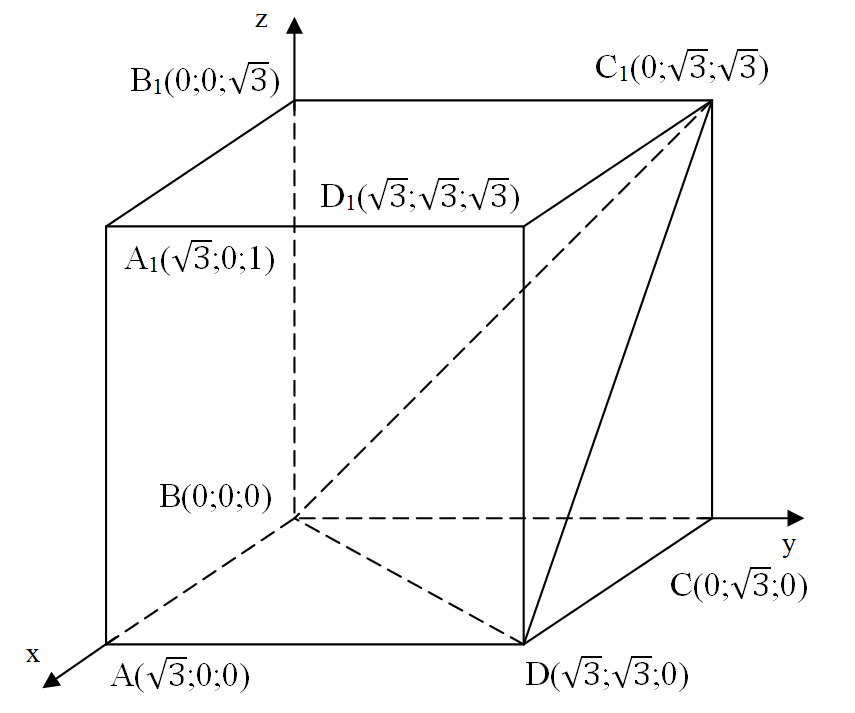 z
B₁(0;0;√3)
C₁(0;√3;√3)
D₁(√3;√3;√3)
A₁(√3;0;1)
B(0;0;0)
y
C(0;√3;0)
x
A(√3;0;0)
D(√3;√3;0)